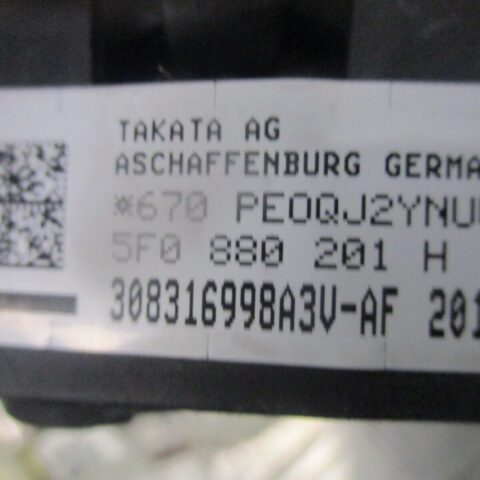 TAKATA AG
ASCHAFFENBURG GERMA
*670 PEOQJ2YNU
5F0 880 201 H
308316998A3V-AF 201